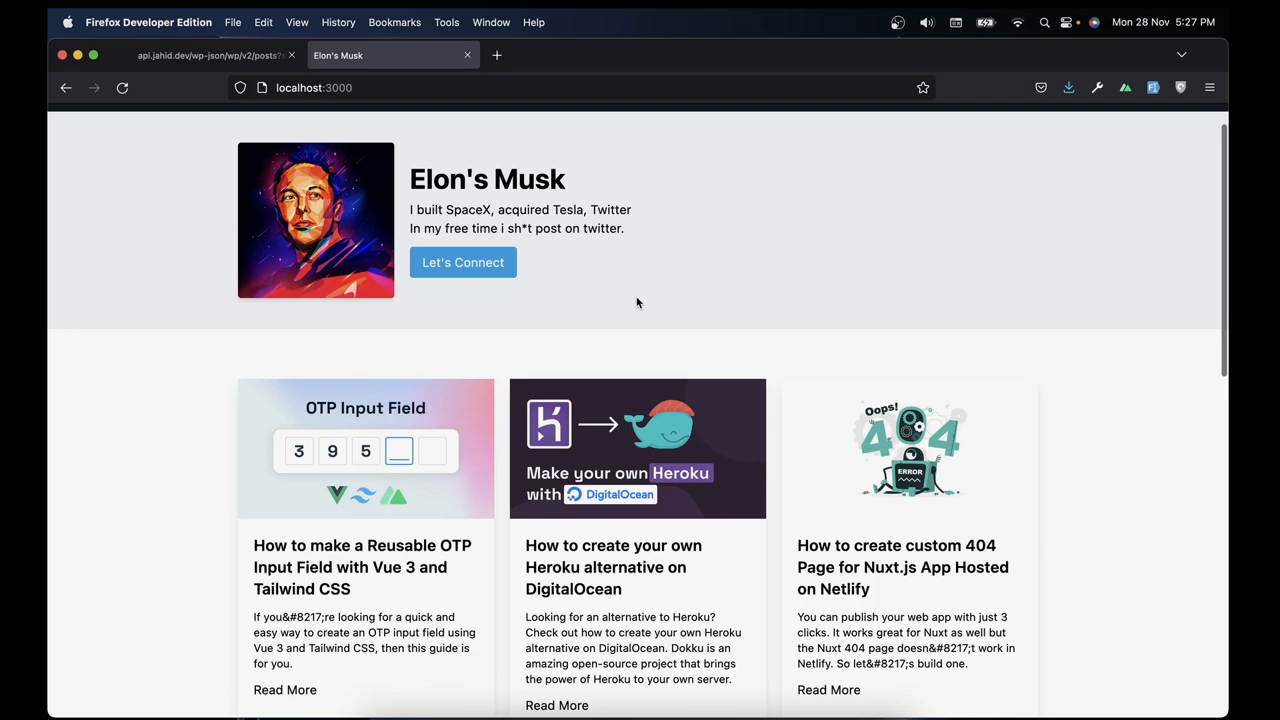 Firefox Developer Edition File Edit View History Bookmarks Tools Window Help Mon 28 Nov 5:27 PM
api.jahid.dev/wp-json/wp/v2/posts? Elon's Musk
localhost:3000
Elon's Musk
I built SpaceX, acquired Tesla, Twitter
In my free time i sh*t post on twitter.
Let's Connect
OTP Input Field
3 9 5
How to make a Reusable OTP
Input Field with Vue 3 and
Tailwind CSS
If you&#8217;re looking for a quick and
easy way to create an OTP input field using
Vue 3 and Tailwind CSS, then this guide is
for you.
Read More
Make your own Heroku
with DigitalOcean
How to create your own
Heroku alternative on
DigitalOcean
Looking for an alternative to Heroku?
Check out how to create your own Heroku
alternative on DigitalOcean. Dokku is an
amazing open-source project that brings
the power of Heroku to your own server.
Read More
Oops!
4 4
ERROR
How to create custom 404
Page for Nuxt.js App Hosted
on Netlify
You can publish your web app with just 3
clicks. It works great for Nuxt as well but
the Nuxt 404 page doesn&#8217;t work in
Netlify. So let&#8217;s build one.
Read More